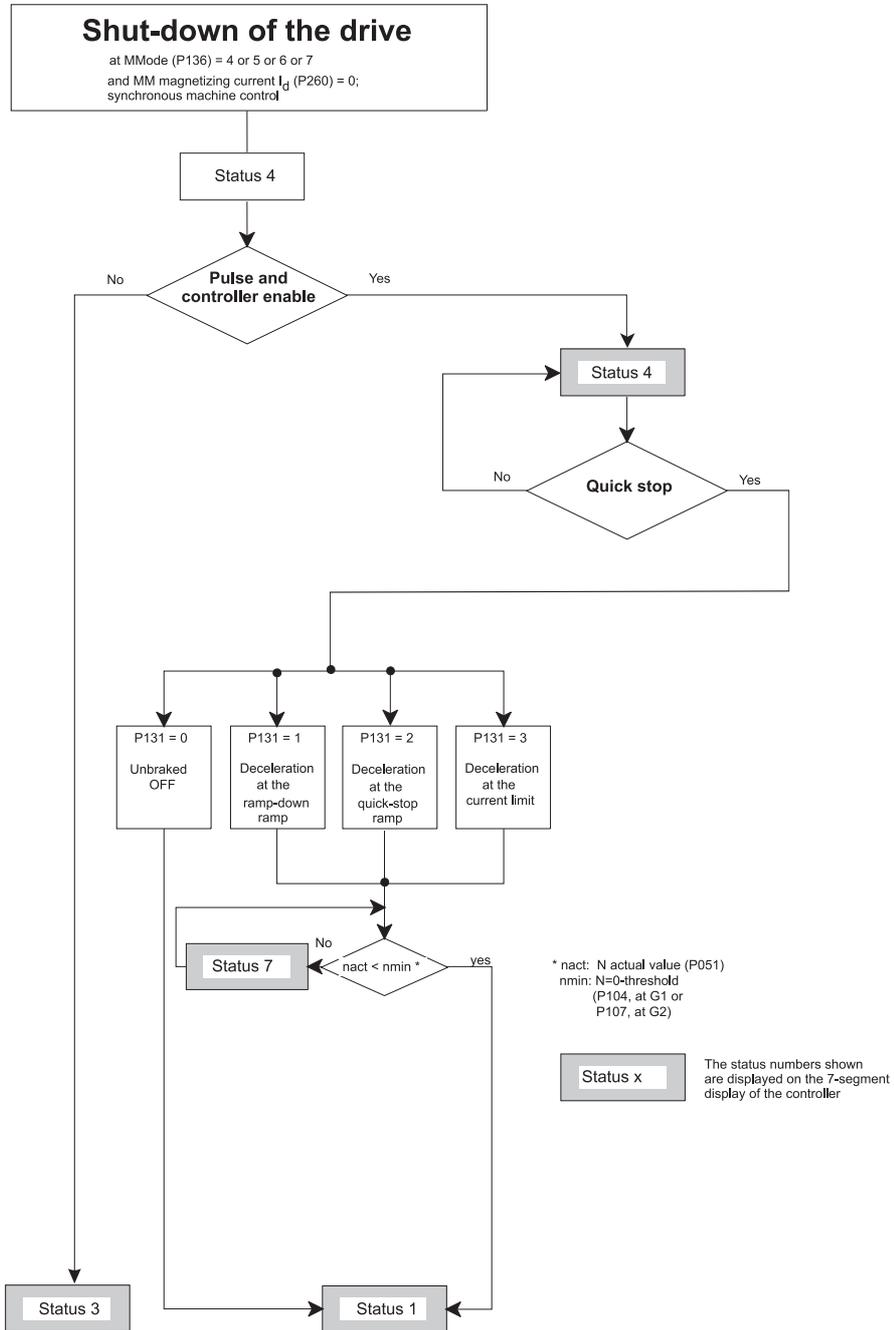 Shut-down of the drive
at MMode (P136) = 4 or 5 or 6 or 7
and MM magnetizing current Id (P260) = 0;
synchronous machine control
Status 4
Pulse and
controller enable
No
Yes
Status 4
Quick stop
No
Yes
P131 = 0
Unbraked
OFF
P131 = 1
Deceleration
at the
ramp-down
ramp
P131 = 2
Deceleration
at the
quick-stop
ramp
P131 = 3
Deceleration
at the
current limit
No
Status 7
nact < nmin *
yes
* nact: N actual value (P051)
nmin: N=0-threshold
(P104, at G1 or
P107, at G2)
Status x
The status numbers shown
are displayed on the 7-segment
display of the controller
Status 3
Status 1